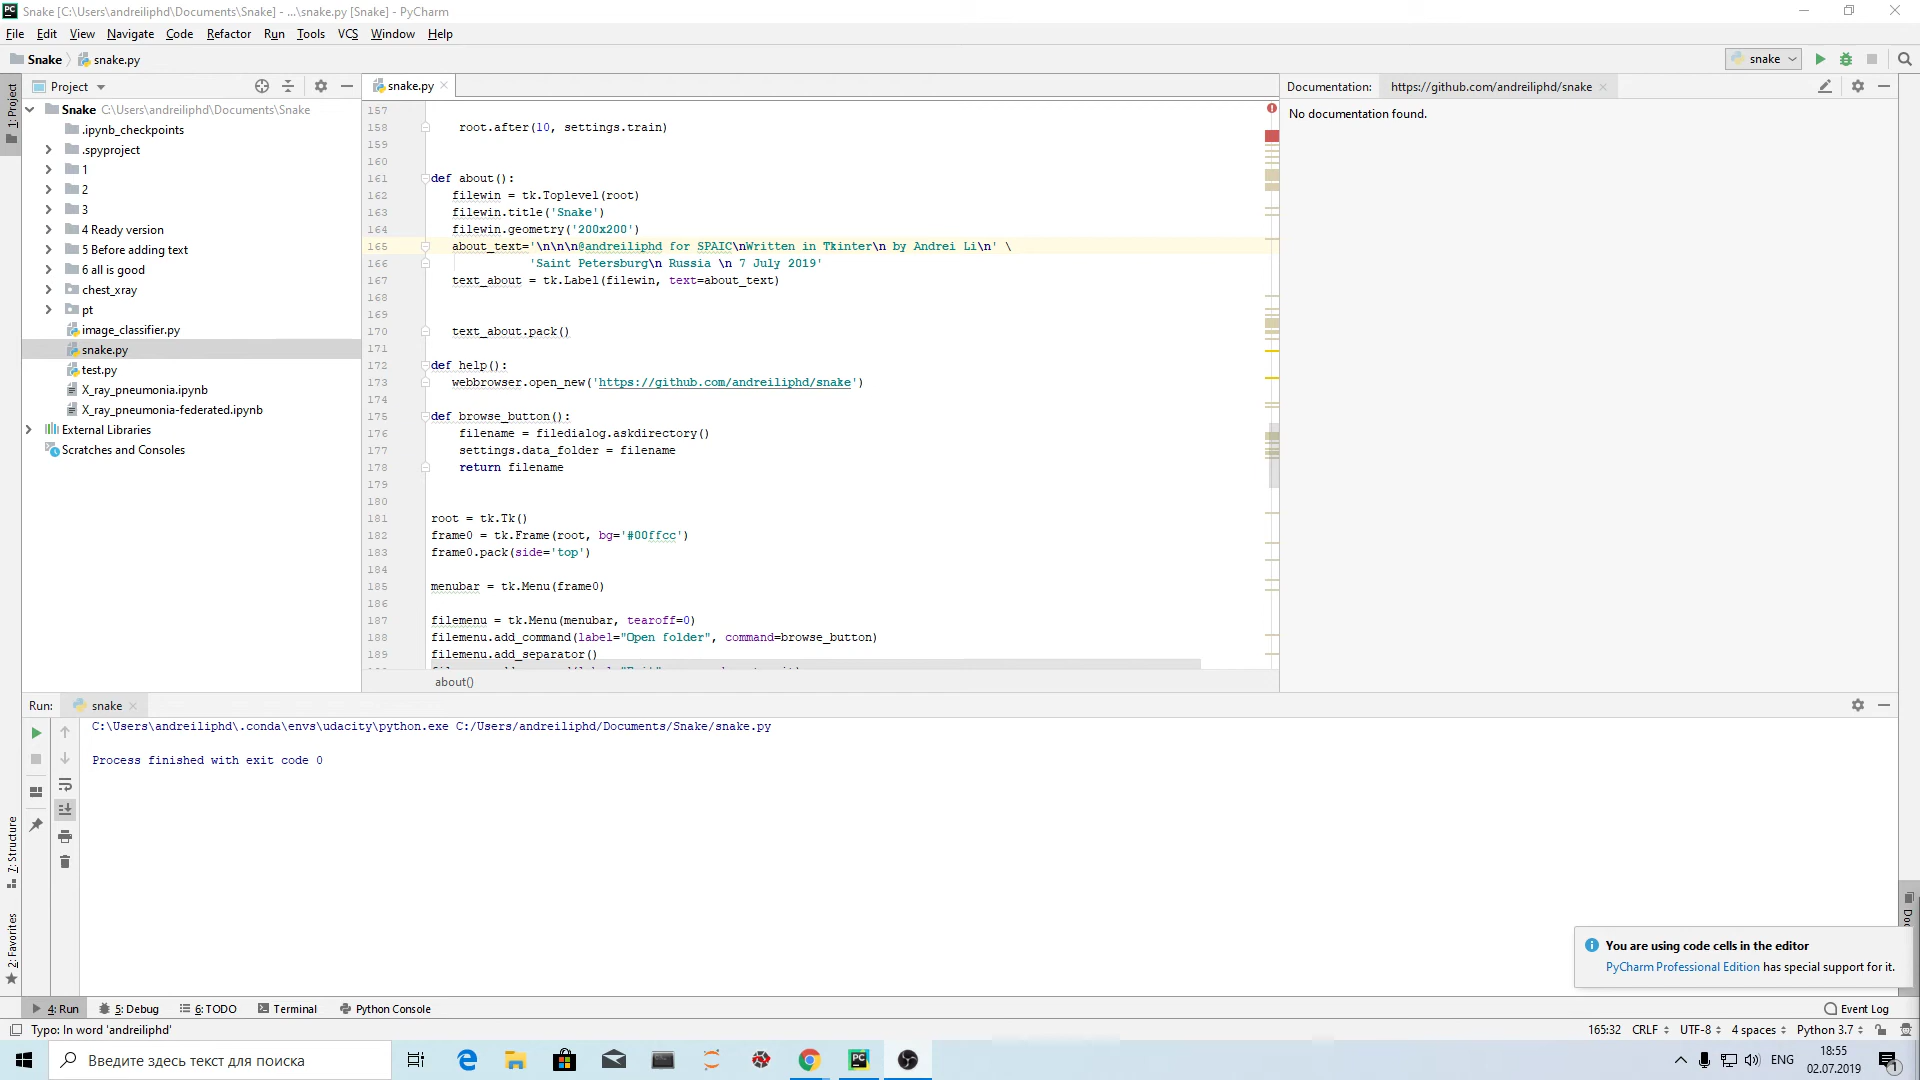 Snake [C:\Users\andreiliphd\Documents\Snake] - ...\snake.py [Snake] - PyCharm
File Edit View Navigate Code Refactor Run Tools VCS Window Help
Snake snake.py
snake
1: Project
Project
snake.py
Documentation: https://github.com/andreiliphd/snake
No documentation found.
Snake C:\Users\andreiliphd\Documents\Snake
.ipynb_checkpoints
.spyproject
1
2
3
4 Ready version
5 Before adding text
6 all is good
chest_xray
pt
image_classifier.py
snake.py
test.py
X_ray_pneumonia.ipynb
X_ray_pneumonia-federated.ipynb
External Libraries
Scratches and Consoles
157
158 root.after(10, settings.train)
159
160
161 def about():
162 filewin = tk.Toplevel(root)
163 filewin.title('Snake')
164 filewin.geometry('200x200')
165 about_text='\n\n\n@andreiliphd for SPAIC\nWritten in Tkinter\n by Andrei Li\n' \
166 'Saint Petersburg\n Russia \n 7 July 2019'
167 text_about = tk.Label(filewin, text=about_text)
168
169
170 text_about.pack()
171
172 def help():
173 webbrowser.open_new('https://github.com/andreiliphd/snake')
174
175 def browse_button():
176 filename = filedialog.askdirectory()
177 settings.data_folder = filename
178 return filename
179
180
181 root = tk.Tk()
182 frame0 = tk.Frame(root, bg='#00ffcc')
183 frame0.pack(side='top')
184
185 menubar = tk.Menu(frame0)
186
187 filemenu = tk.Menu(menubar, tearoff=0)
188 filemenu.add_command(label="Open folder", command=browse_button)
189 filemenu.add_separator()
about()
Run: snake
C:\Users\andreiliphd\.conda\envs\udacity\python.exe C:/Users/andreiliphd/Documents/Snake/snake.py
Process finished with exit code 0
7: Structure
2: Favorites
You are using code cells in the editor
PyCharm Professional Edition has special support for it.
4: Run 5: Debug 6: TODO Terminal Python Console Event Log
Typo: In word 'andreiliphd' 165:32 CRLF UTF-8 4 spaces Python 3.7
Введите здесь текст для поиска
ENG
18:55
02.07.2019
1